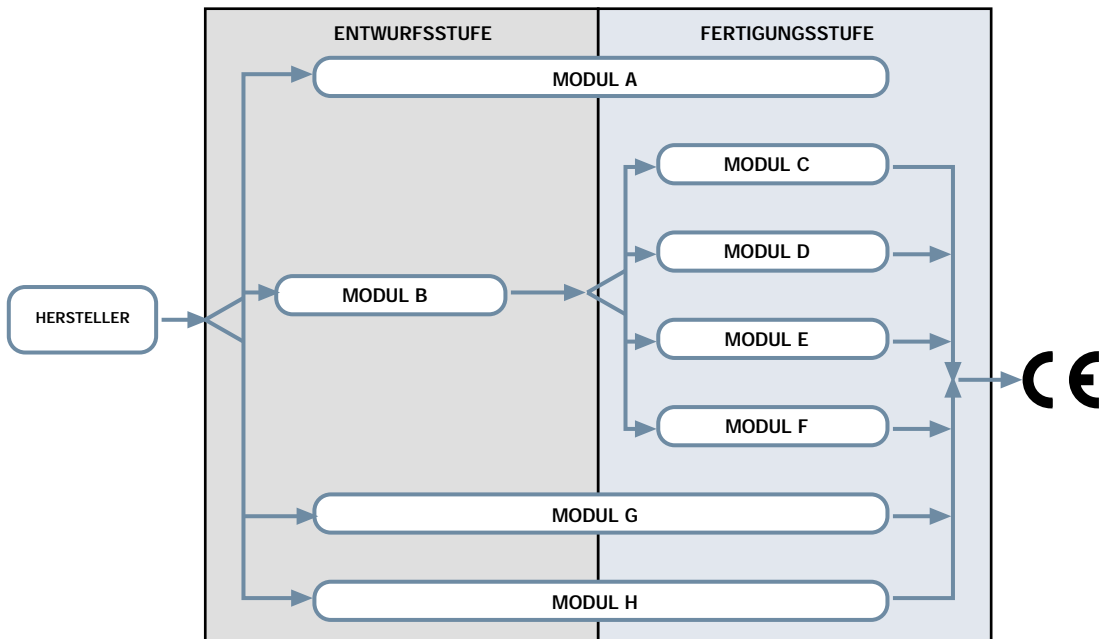 ENTWURFSSTUFE
FERTIGUNGSSTUFE
MODUL A
MODUL C
MODUL D
MODUL B
HERSTELLER
MODUL E
CE
MODUL F
MODUL G
MODUL H